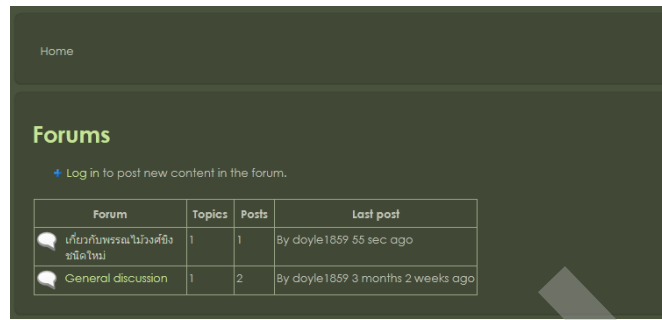 Home
Forums
Log in to post new content in the forum.
Forum Topics Posts Last post
เกี่ยวกับพรรณไม้วงศ์ขิง 1 1 By doyle1859 55 sec ago
ชนิดใหม่
General discussion 1 2 By doyle1859 3 months 2 weeks ago